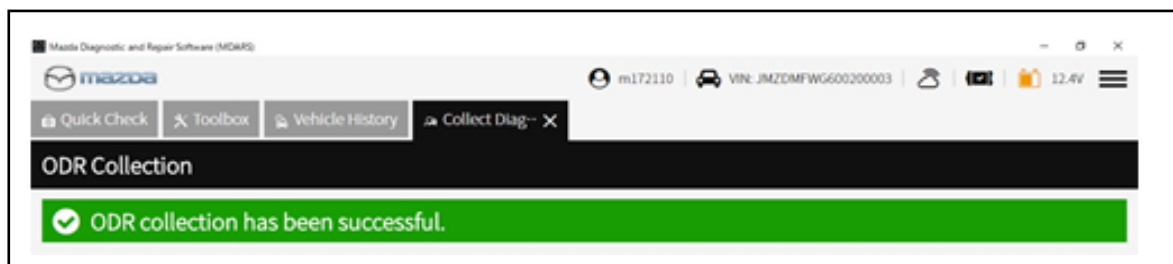 Mazda Diagnostic and Repair Software (MDARS)
mazda m172110 VIN: JMZDMFWG600200003 12.4V
Quick Check Toolbox Vehicle History Collect Diag--
ODR Collection
ODR collection has been successful.